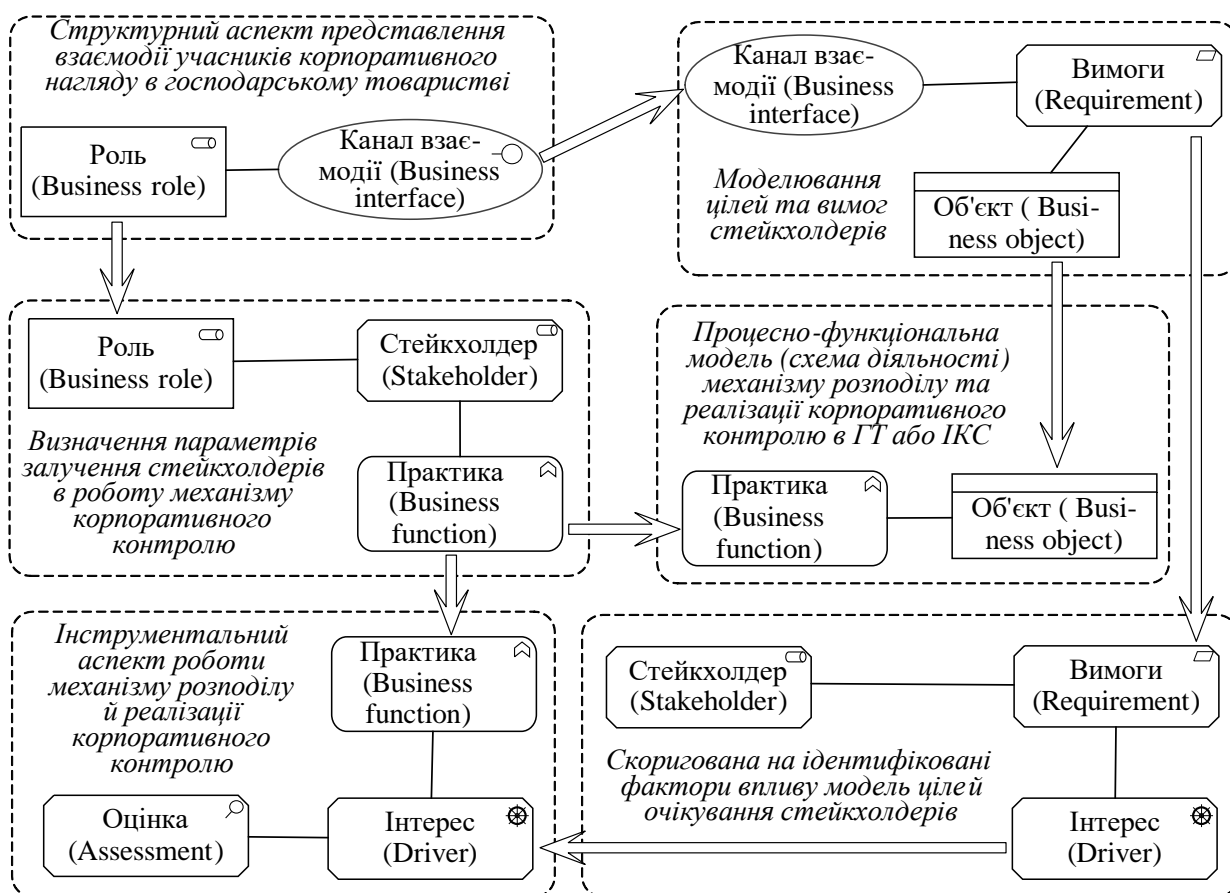 Структурний аспект представлення
взаємодії учасників корпоративного
нагляду в господарському товаристві
Роль
(Business role)
Канал взає-
модії (Business
interface)
Канал взає-
модії (Business
interface)
Вимоги
(Requirement)
Моделювання
цілей та вимог
стейкхолдерів
Об'єкт ( Busi-
ness object)
Роль
(Business role)
Стейкхолдер
(Stakeholder)
Визначення параметрів
залучення стейкхолдерів
в роботу механізму
корпоративного
контролю
Практика
(Business
function)
Процесно-функціональна
модель (схема діяльності)
механізму розподілу та
реалізації корпоративного
контролю в ГТ або ІКС
Практика
(Business
function)
Об'єкт ( Busi-
ness object)
Інструментальний
аспект роботи
механізму розподілу
й реалізації
корпоративного
контролю
Практика
(Business
function)
Оцінка
(Assessment)
Інтерес
(Driver)
Стейкхолдер
(Stakeholder)
Вимоги
(Requirement)
Скоригована на ідентифіковані
фактори впливу модель цілей
очікування стейкхолдерів
Інтерес
(Driver)